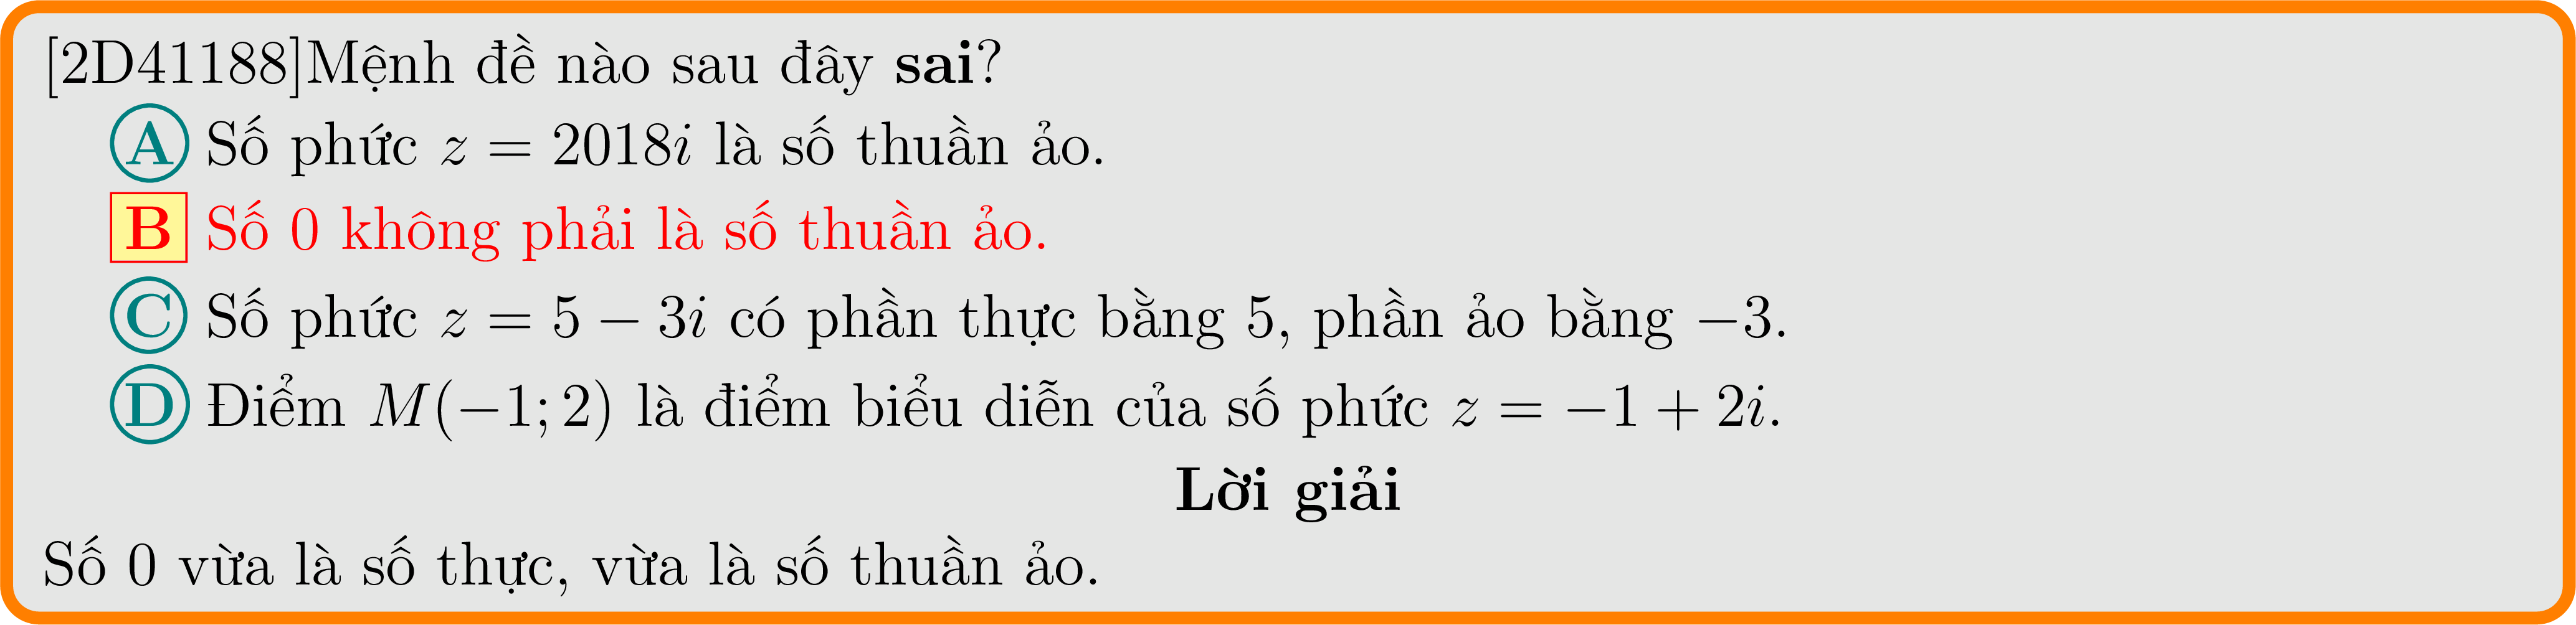 [2D41188]Mệnh đề nào sau đây sai?
A Số phức z = 2018i là số thuần ảo.
B Số 0 không phải là số thuần ảo.
C Số phức z = 5 − 3i có phần thực bằng 5, phần ảo bằng −3.
D Điểm M(−1; 2) là điểm biểu diễn của số phức z = −1 + 2i.
Lời giải
Số 0 vừa là số thực, vừa là số thuần ảo.